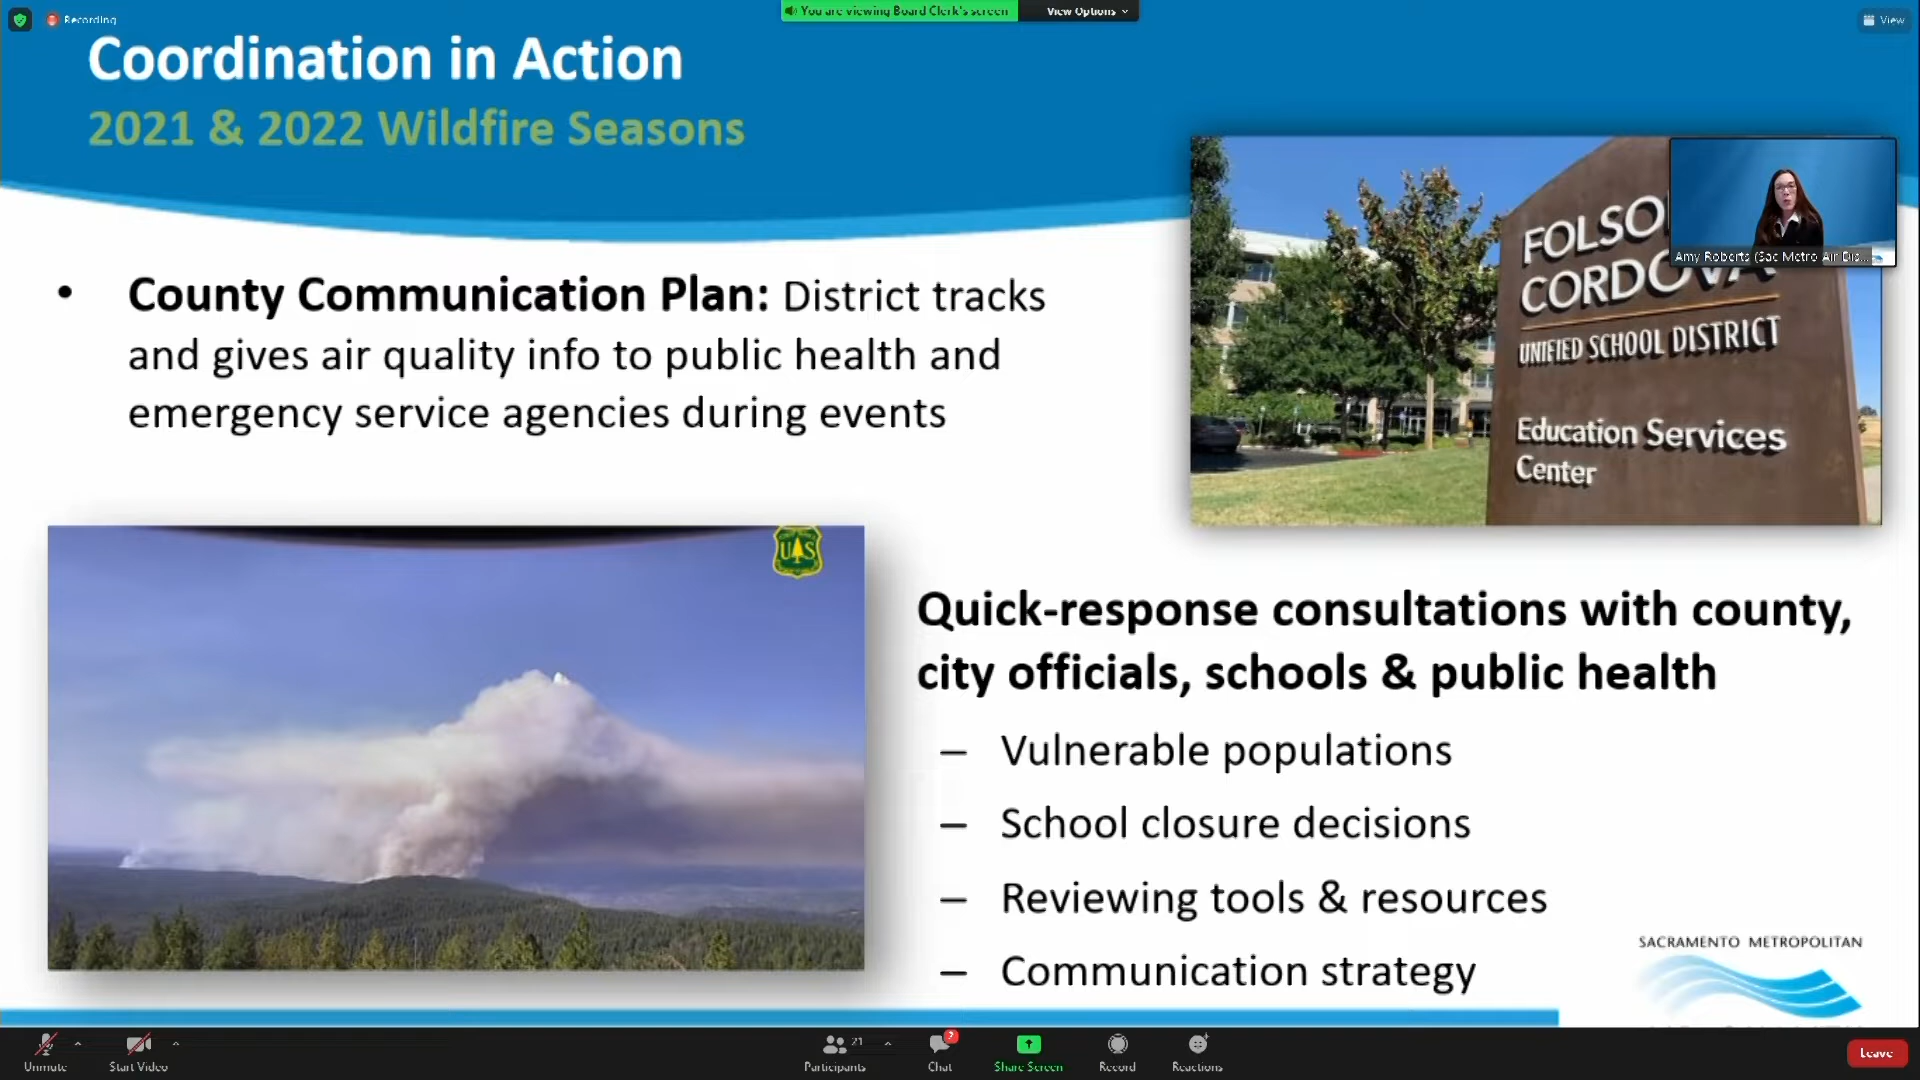 Recording
You are viewing Board Clerk's screen
View Options
View
Coordination in Action
2021 & 2022 Wildfire Seasons
FOLSO
CORDOVA
UNIFIED SCHOOL DISTRICT
Education Services
Center
Amy Roberts (Sac Metro Air Dis...
• County Communication Plan: District tracks
and gives air quality info to public health and
emergency service agencies during events
US
Quick-response consultations with county,
city officials, schools & public health
– Vulnerable populations
– School closure decisions
– Reviewing tools & resources
– Communication strategy
SACRAMENTO METROPOLITAN
Unmute
Start Video
21
Participants
Chat
Share Screen
Record
Reactions
Leave